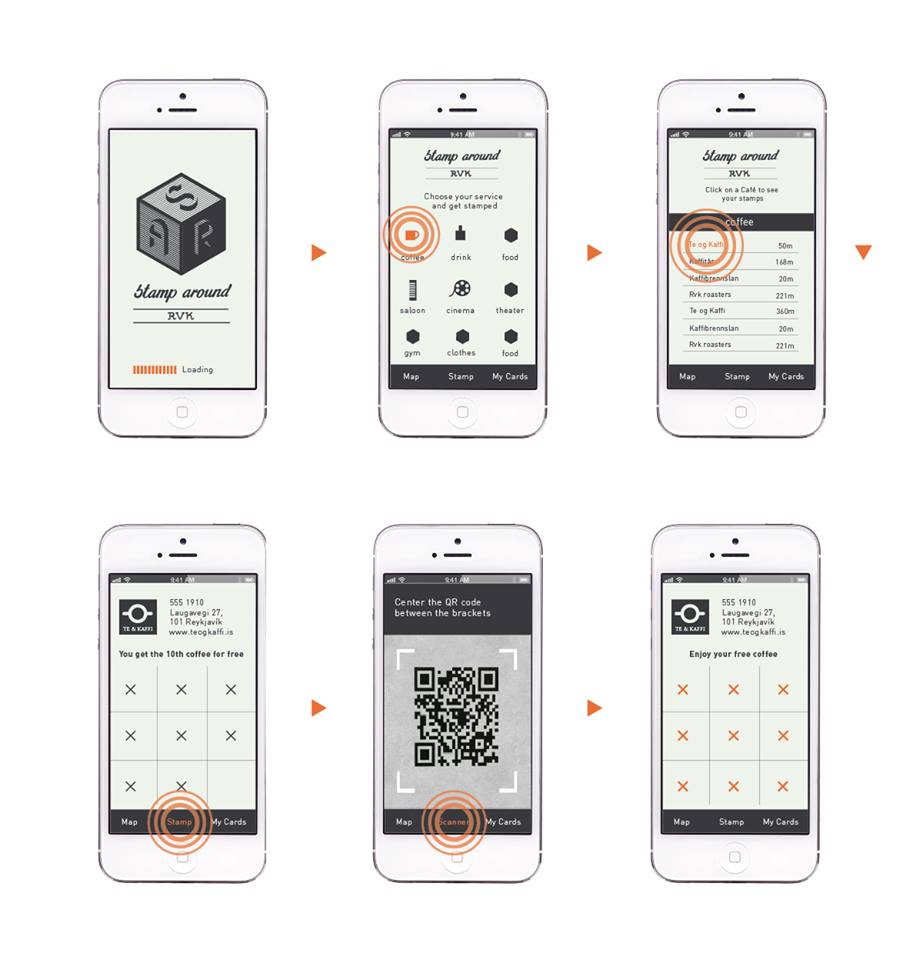 S
A R
Stamp around
RVK
Loading
9:41 AM
Stamp around
RVK
Choose your service
and get stamped
coffee drink food
saloon cinema theater
gym clothes food
Map Stamp My Cards
9:41 AM
Stamp around
RVK
Click on a Café to see
your stamps
coffee
Te og Kaffi 50m
Kaffitár 168m
Kaffibrennslan 20m
Rvk roasters 221m
Te og Kaffi 360m
Kaffibrennslan 20m
Rvk roasters 221m
Map Stamp My Cards
9:41 AM
TE & KAFFI
555 1910
Laugavegi 27,
101 Reykjavík
www.teogkaffi.is
You get the 10th coffee for free
Map Stamp My Cards
9:41 AM
Center the QR code
between the brackets
Map Scanner My Cards
9:41 AM
TE & KAFFI
555 1910
Laugavegi 27,
101 Reykjavík
www.teogkaffi.is
Enjoy your free coffee
Map Stamp My Cards